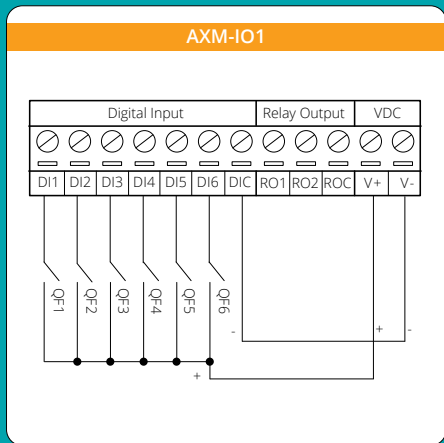 AXM-IO1
Digital Input Relay Output VDC
DI1 DI2 DI3 DI4 DI5 DI6 DIC RO1 RO2 ROC V+ V-
QF1 QF2 QF3 QF4 QF5 QF6
- + -
+